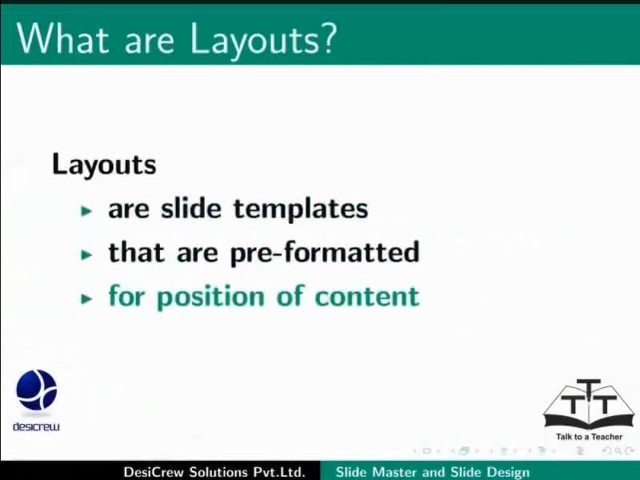 What are Layouts?
Layouts
are slide templates
that are pre-formatted
for position of content
desicrew
T
T T
Talk to a Teacher
DesiCrew Solutions Pvt.Ltd.
Slide Master and Slide Design